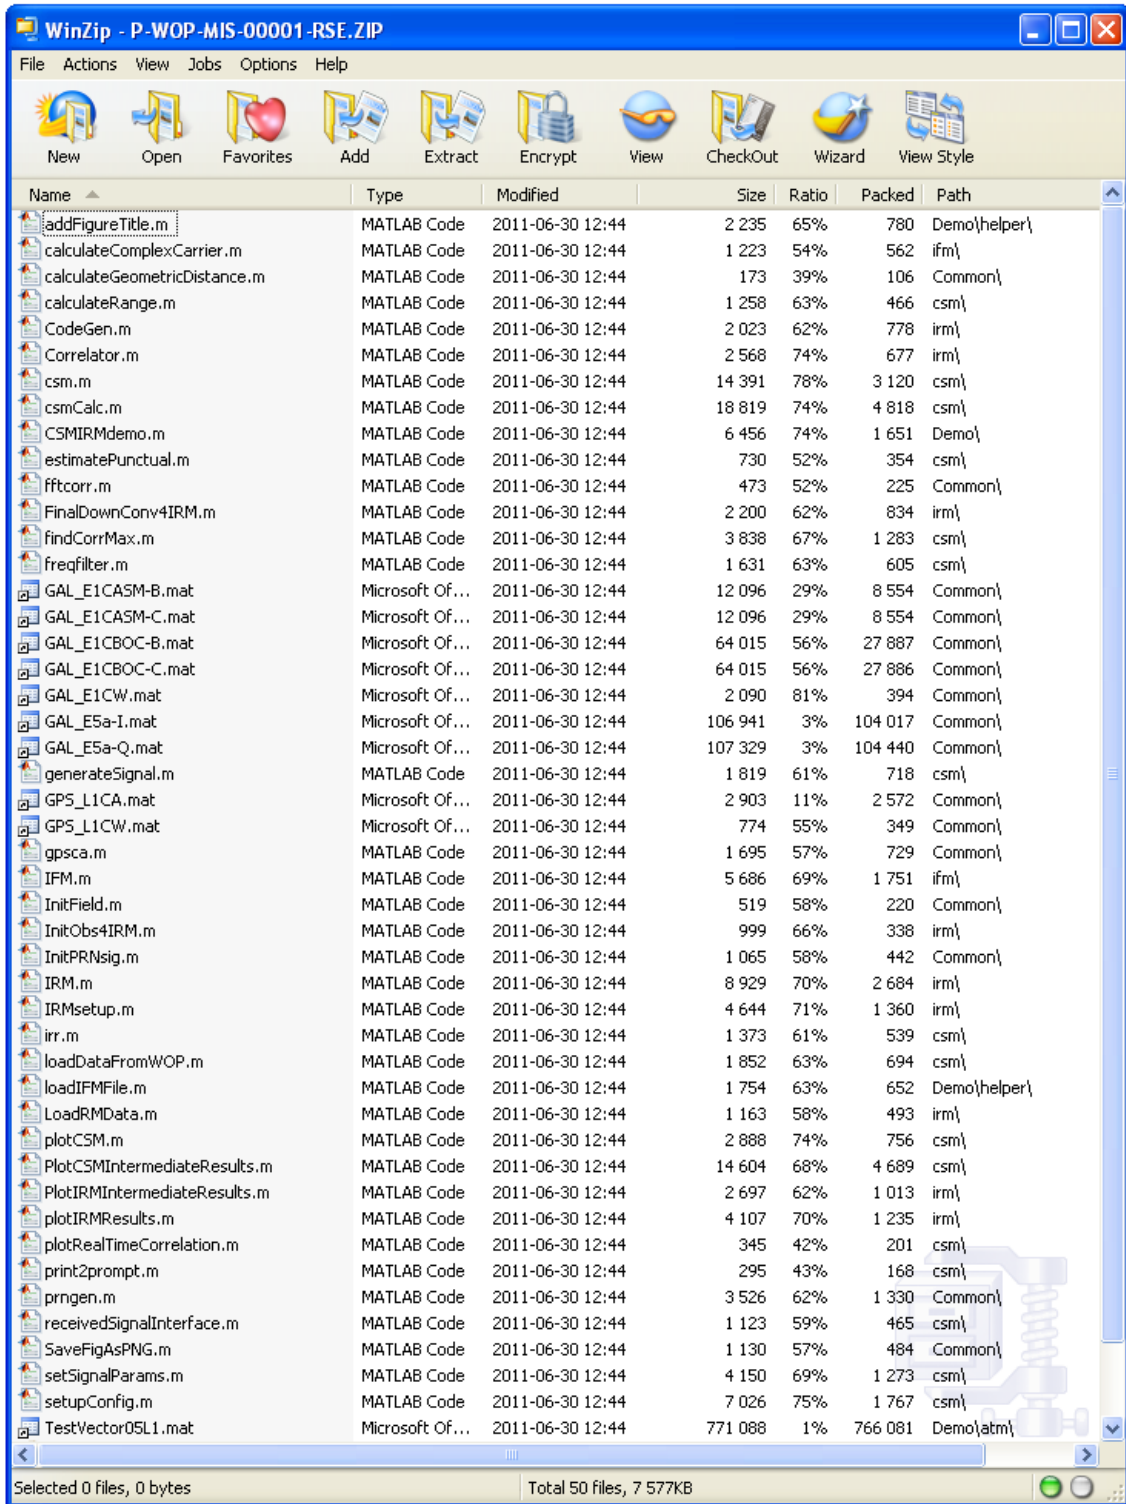 WinZip - P-WOP-MIS-00001-RSE.ZIP
File Actions View Jobs Options Help
New Open Favorites Add Extract Encrypt View CheckOut Wizard View Style
Name Type Modified Size Ratio Packed Path
addFigureTitle.m MATLAB Code 2011-06-30 12:44 2 235 65% 780 Demo\helper\
calculateComplexCarrier.m MATLAB Code 2011-06-30 12:44 1 223 54% 562 ifm\
calculateGeometricDistance.m MATLAB Code 2011-06-30 12:44 173 39% 106 Common\
calculateRange.m MATLAB Code 2011-06-30 12:44 1 258 63% 466 csm\
CodeGen.m MATLAB Code 2011-06-30 12:44 2 023 62% 778 irm\
Correlator.m MATLAB Code 2011-06-30 12:44 2 568 74% 677 irm\
csm.m MATLAB Code 2011-06-30 12:44 14 391 78% 3 120 csm\
csmCalc.m MATLAB Code 2011-06-30 12:44 18 819 74% 4 818 csm\
CSMIRMdemo.m MATLAB Code 2011-06-30 12:44 6 456 74% 1 651 Demo\
estimatePunctual.m MATLAB Code 2011-06-30 12:44 730 52% 354 csm\
fftcorr.m MATLAB Code 2011-06-30 12:44 473 52% 225 Common\
FinalDownConv4IRM.m MATLAB Code 2011-06-30 12:44 2 200 62% 834 irm\
findCorrMax.m MATLAB Code 2011-06-30 12:44 3 838 67% 1 283 csm\
freqfilter.m MATLAB Code 2011-06-30 12:44 1 631 63% 605 csm\
GAL_E1CASM-B.mat Microsoft Of... 2011-06-30 12:44 12 096 29% 8 554 Common\
GAL_E1CASM-C.mat Microsoft Of... 2011-06-30 12:44 12 096 29% 8 554 Common\
GAL_E1CBOC-B.mat Microsoft Of... 2011-06-30 12:44 64 015 56% 27 887 Common\
GAL_E1CBOC-C.mat Microsoft Of... 2011-06-30 12:44 64 015 56% 27 886 Common\
GAL_E1CW.mat Microsoft Of... 2011-06-30 12:44 2 090 81% 394 Common\
GAL_E5a-I.mat Microsoft Of... 2011-06-30 12:44 106 941 3% 104 017 Common\
GAL_E5a-Q.mat Microsoft Of... 2011-06-30 12:44 107 329 3% 104 440 Common\
generateSignal.m MATLAB Code 2011-06-30 12:44 1 819 61% 718 csm\
GPS_L1CA.mat Microsoft Of... 2011-06-30 12:44 2 903 11% 2 572 Common\
GPS_L1CW.mat Microsoft Of... 2011-06-30 12:44 774 55% 349 Common\
gpsca.m MATLAB Code 2011-06-30 12:44 1 695 57% 729 Common\
IFM.m MATLAB Code 2011-06-30 12:44 5 686 69% 1 751 ifm\
InitField.m MATLAB Code 2011-06-30 12:44 519 58% 220 Common\
InitObs4IRM.m MATLAB Code 2011-06-30 12:44 999 66% 338 irm\
InitPRNsig.m MATLAB Code 2011-06-30 12:44 1 065 58% 442 Common\
IRM.m MATLAB Code 2011-06-30 12:44 8 929 70% 2 684 irm\
IRMsetup.m MATLAB Code 2011-06-30 12:44 4 644 71% 1 360 irm\
irr.m MATLAB Code 2011-06-30 12:44 1 373 61% 539 csm\
loadDataFromWOP.m MATLAB Code 2011-06-30 12:44 1 852 63% 694 csm\
loadIFMFile.m MATLAB Code 2011-06-30 12:44 1 754 63% 652 Demo\helper\
LoadRMData.m MATLAB Code 2011-06-30 12:44 1 163 58% 493 irm\
plotCSM.m MATLAB Code 2011-06-30 12:44 2 888 74% 756 csm\
PlotCSMIntermediateResults.m MATLAB Code 2011-06-30 12:44 14 604 68% 4 689 csm\
PlotIRMIntermediateResults.m MATLAB Code 2011-06-30 12:44 2 697 62% 1 013 irm\
plotIRMResults.m MATLAB Code 2011-06-30 12:44 4 107 70% 1 235 irm\
plotRealTimeCorrelation.m MATLAB Code 2011-06-30 12:44 345 42% 201 csm\
print2prompt.m MATLAB Code 2011-06-30 12:44 295 43% 168 csm\
prngen.m MATLAB Code 2011-06-30 12:44 3 526 62% 1 330 Common\
receivedSignalInterface.m MATLAB Code 2011-06-30 12:44 1 123 59% 465 csm\
SaveFigAsPNG.m MATLAB Code 2011-06-30 12:44 1 130 57% 484 Common\
setSignalParams.m MATLAB Code 2011-06-30 12:44 4 150 69% 1 273 csm\
setupConfig.m MATLAB Code 2011-06-30 12:44 7 026 75% 1 767 csm\
TestVector05L1.mat Microsoft Of... 2011-06-30 12:44 771 088 1% 766 081 Demo\atm\
Selected 0 files, 0 bytes Total 50 files, 7 577KB